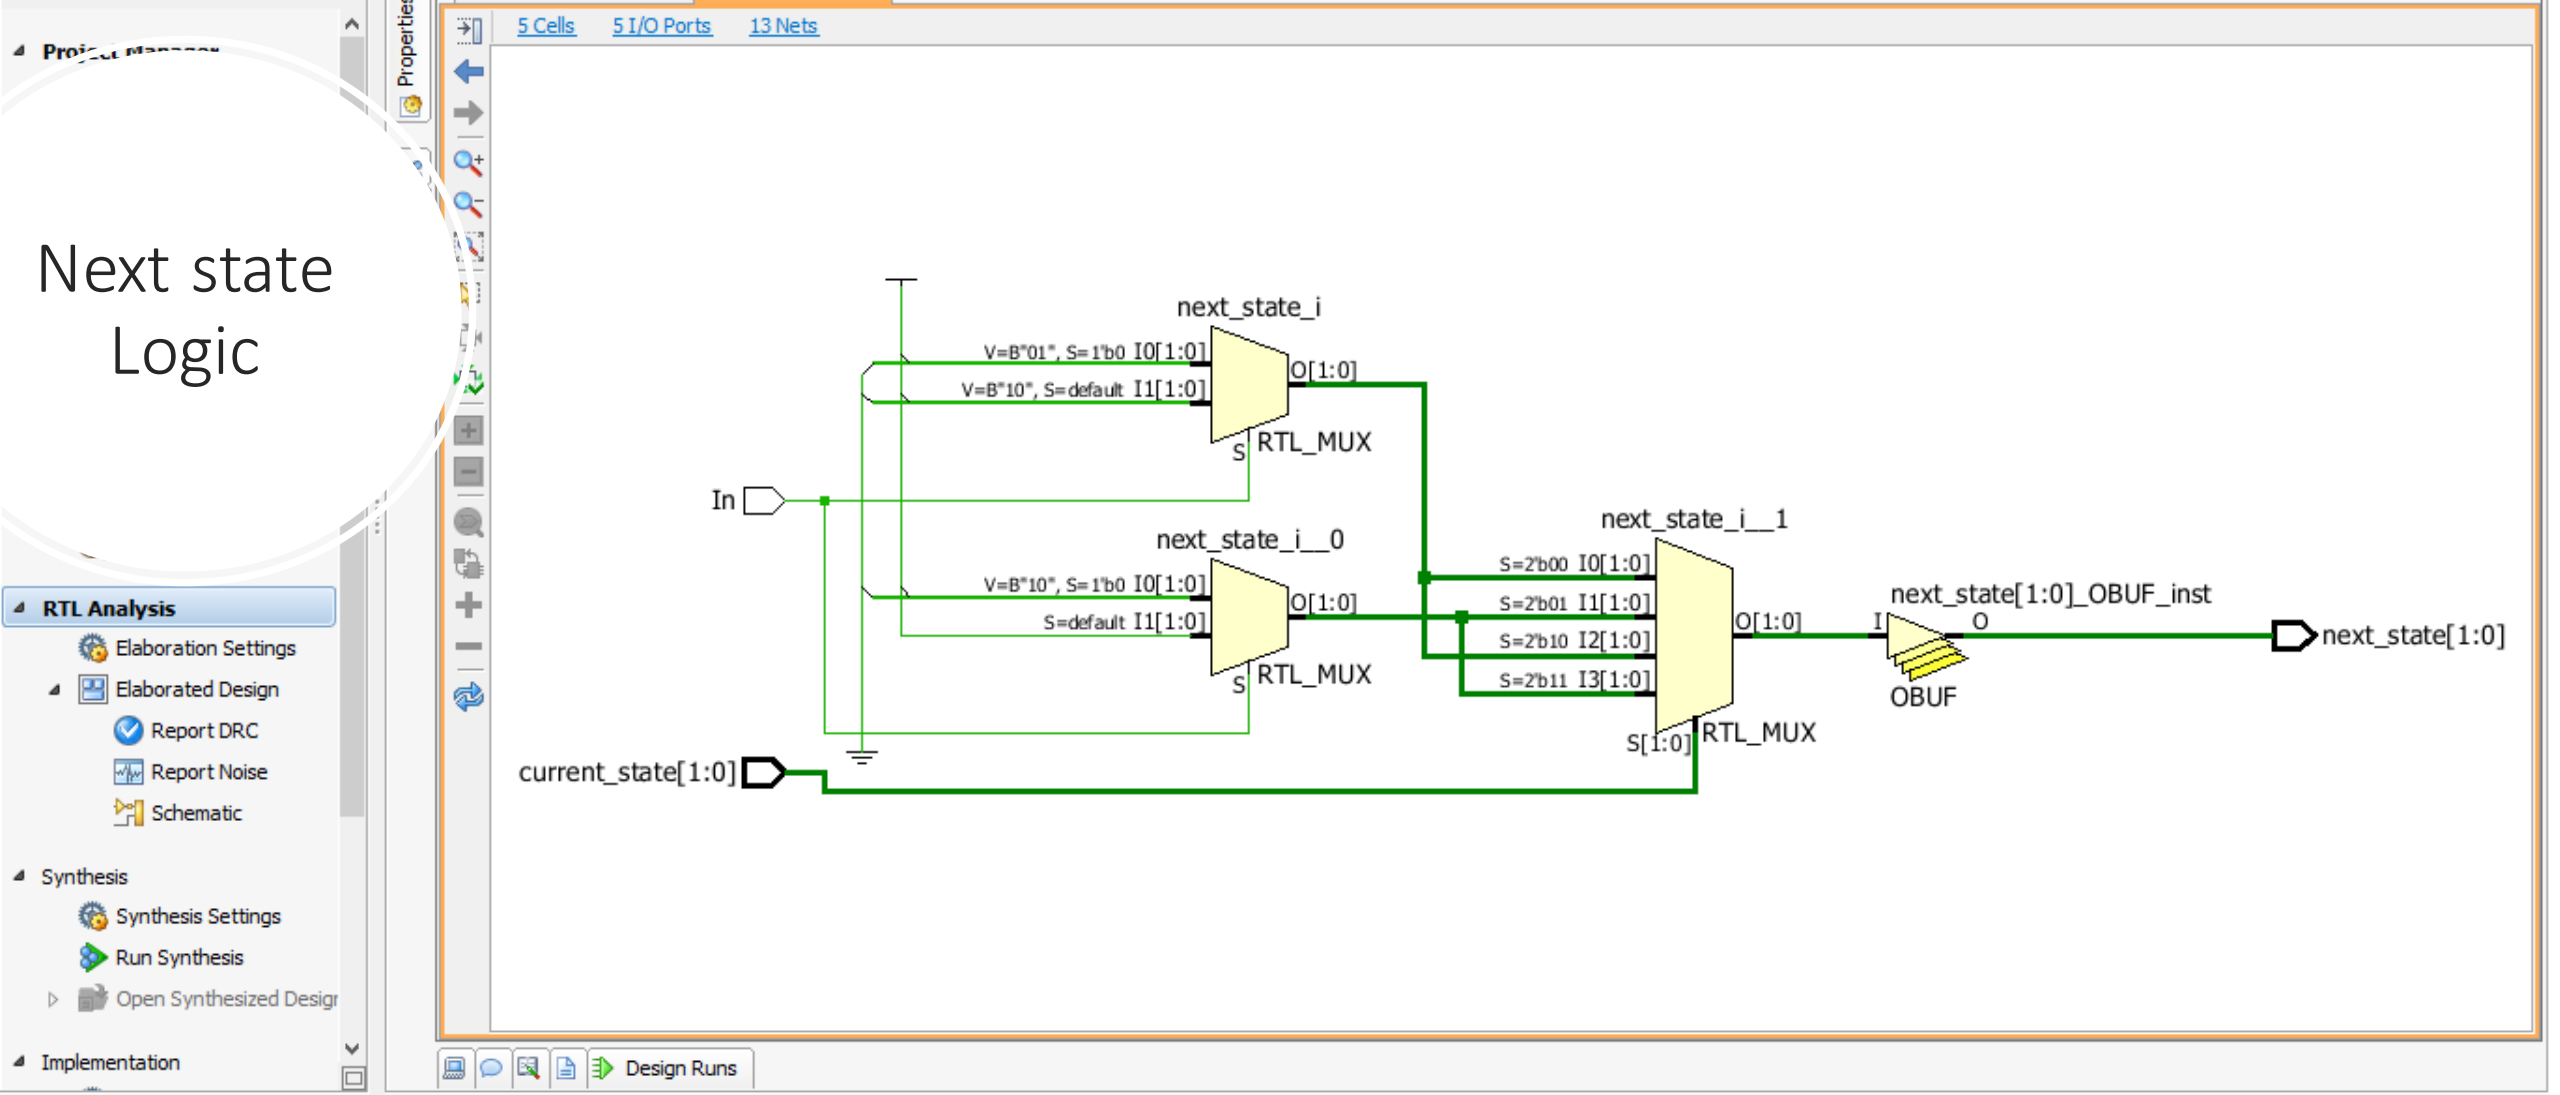 Project Manager
Next state
Logic
RTL Analysis
Elaboration Settings
Elaborated Design
Report DRC
Report Noise
Schematic
Synthesis
Synthesis Settings
Run Synthesis
Open Synthesized Desigr
Implementation
Properties
5 Cells 5 I/O Ports 13 Nets
next_state_i
V=B"01", S=1'b0 I0[1:0]
V=B"10", S=default I1[1:0]
O[1:0]
S RTL_MUX
In
next_state_i__0
V=B"10", S=1'b0 I0[1:0]
S=default I1[1:0]
O[1:0]
S RTL_MUX
current_state[1:0]
next_state_i__1
S=2'b00 I0[1:0]
S=2'b01 I1[1:0]
S=2'b10 I2[1:0]
S=2'b11 I3[1:0]
O[1:0]
S[1:0] RTL_MUX
next_state[1:0]_OBUF_inst
I O
OBUF
next_state[1:0]
Design Runs